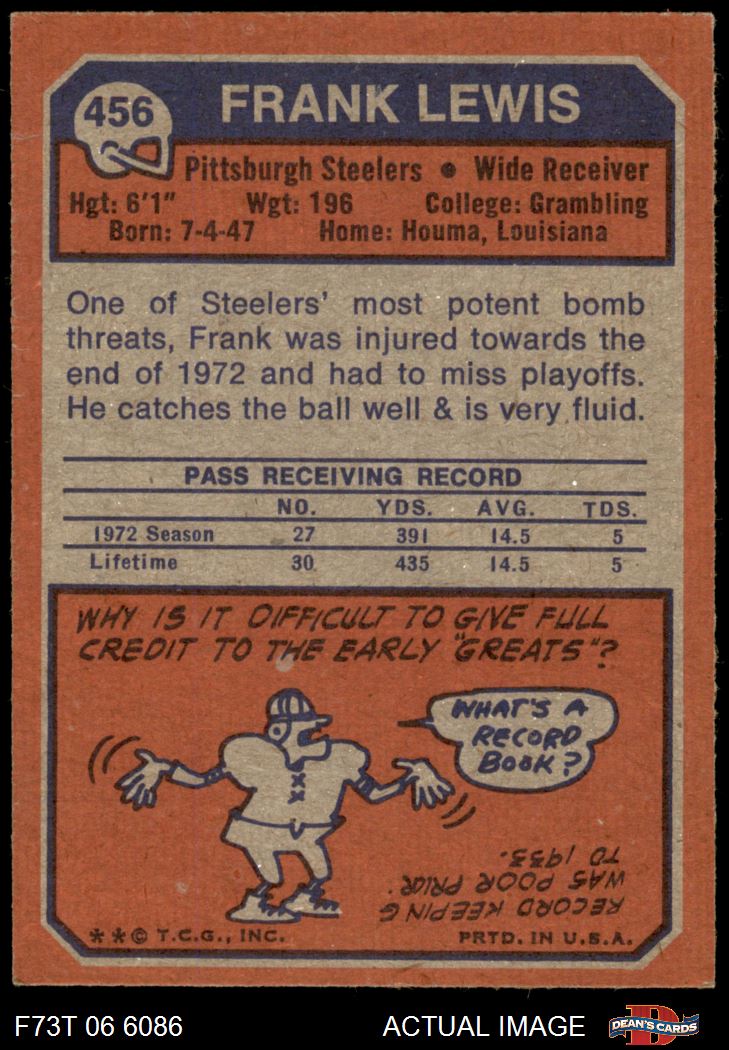 456
FRANK LEWIS
Pittsburgh Steelers • Wide Receiver
Hgt: 6'1" Wgt: 196 College: Grambling
Born: 7-4-47 Home: Houma, Louisiana
One of Steelers' most potent bomb
threats, Frank was injured towards the
end of 1972 and had to miss playoffs.
He catches the ball well & is very fluid.
PASS RECEIVING RECORD
NO. YDS. AVG. TDS.
1972 Season 27 391 14.5 5
Lifetime 30 435 14.5 5
WHY IS IT DIFFICULT TO GIVE FULL
CREDIT TO THE EARLY "GREATS"?
WHAT'S A
RECORD
BOOK?
RECORD KEEPING
WAS POOR PRIOR
TO 1933.
* * © T.C.G., INC. PRTD. IN U.S.A.
F73T 06 6086 ACTUAL IMAGE
D
DEAN'S CARDS